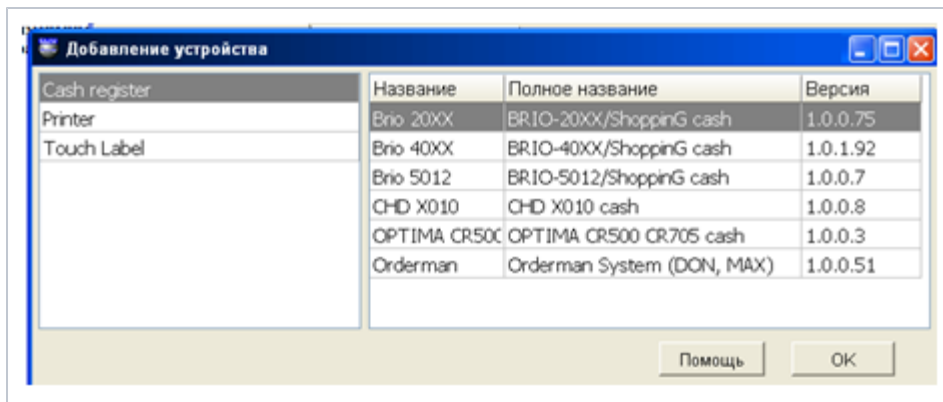 Добавление устройства
Cash register
Printer
Touch Label
Название Полное название Версия
Brio 20XX BRIO-20XX/ShoppinG cash 1.0.0.75
Brio 40XX BRIO-40XX/ShoppinG cash 1.0.1.92
Brio 5012 BRIO-5012/ShoppinG cash 1.0.0.7
CHD X010 CHD X010 cash 1.0.0.8
OPTIMA CR500 OPTIMA CR500 CR705 cash 1.0.0.3
Orderman Orderman System (DON, MAX) 1.0.0.51
Помощь OK